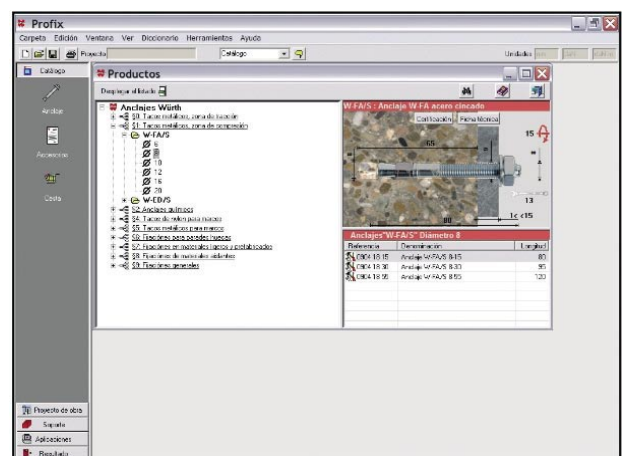 Profix
Carpeta Edición Ventana Ver Diccionario Herramientas Ayuda
Proyecto
Catálogo
Unidades
Catálogo
Anclaje
Accesorios
Cesta
Productos
Desplegar el listado
Anclajes Würth
S0: Tacos metálicos, zona de tracción
S1: Tacos metálicos, zona de compresión
W-FA/S
6
8
10
12
16
20
W-ED/S
S2: Anclajes químicos
S4: Tacos de nylon para marcos
S5: Tacos metálicos para marcos
S6: Fijaciones para paredes huecas
S7: Fijaciones en materiales ligeros y prefabricados
S8: Fijaciones de materiales aislantes
S9: Fijaciones generales
W-FA/S : Anclaje W-FA acero cincado
Certificación
Ficha técnica
65
15
13
80
1< <15
Anclajes"W-FA/S" Diámetro 8
Referencia Denominación Longitud
0904 18 15 Anclaje W-FA/S 8-15 80
0904 18 30 Anclaje W-FA/S 8-30 95
0904 18 55 Anclaje W-FA/S 8-55 120
Proyecto de obra
Soporte
Aplicaciones
Resultado